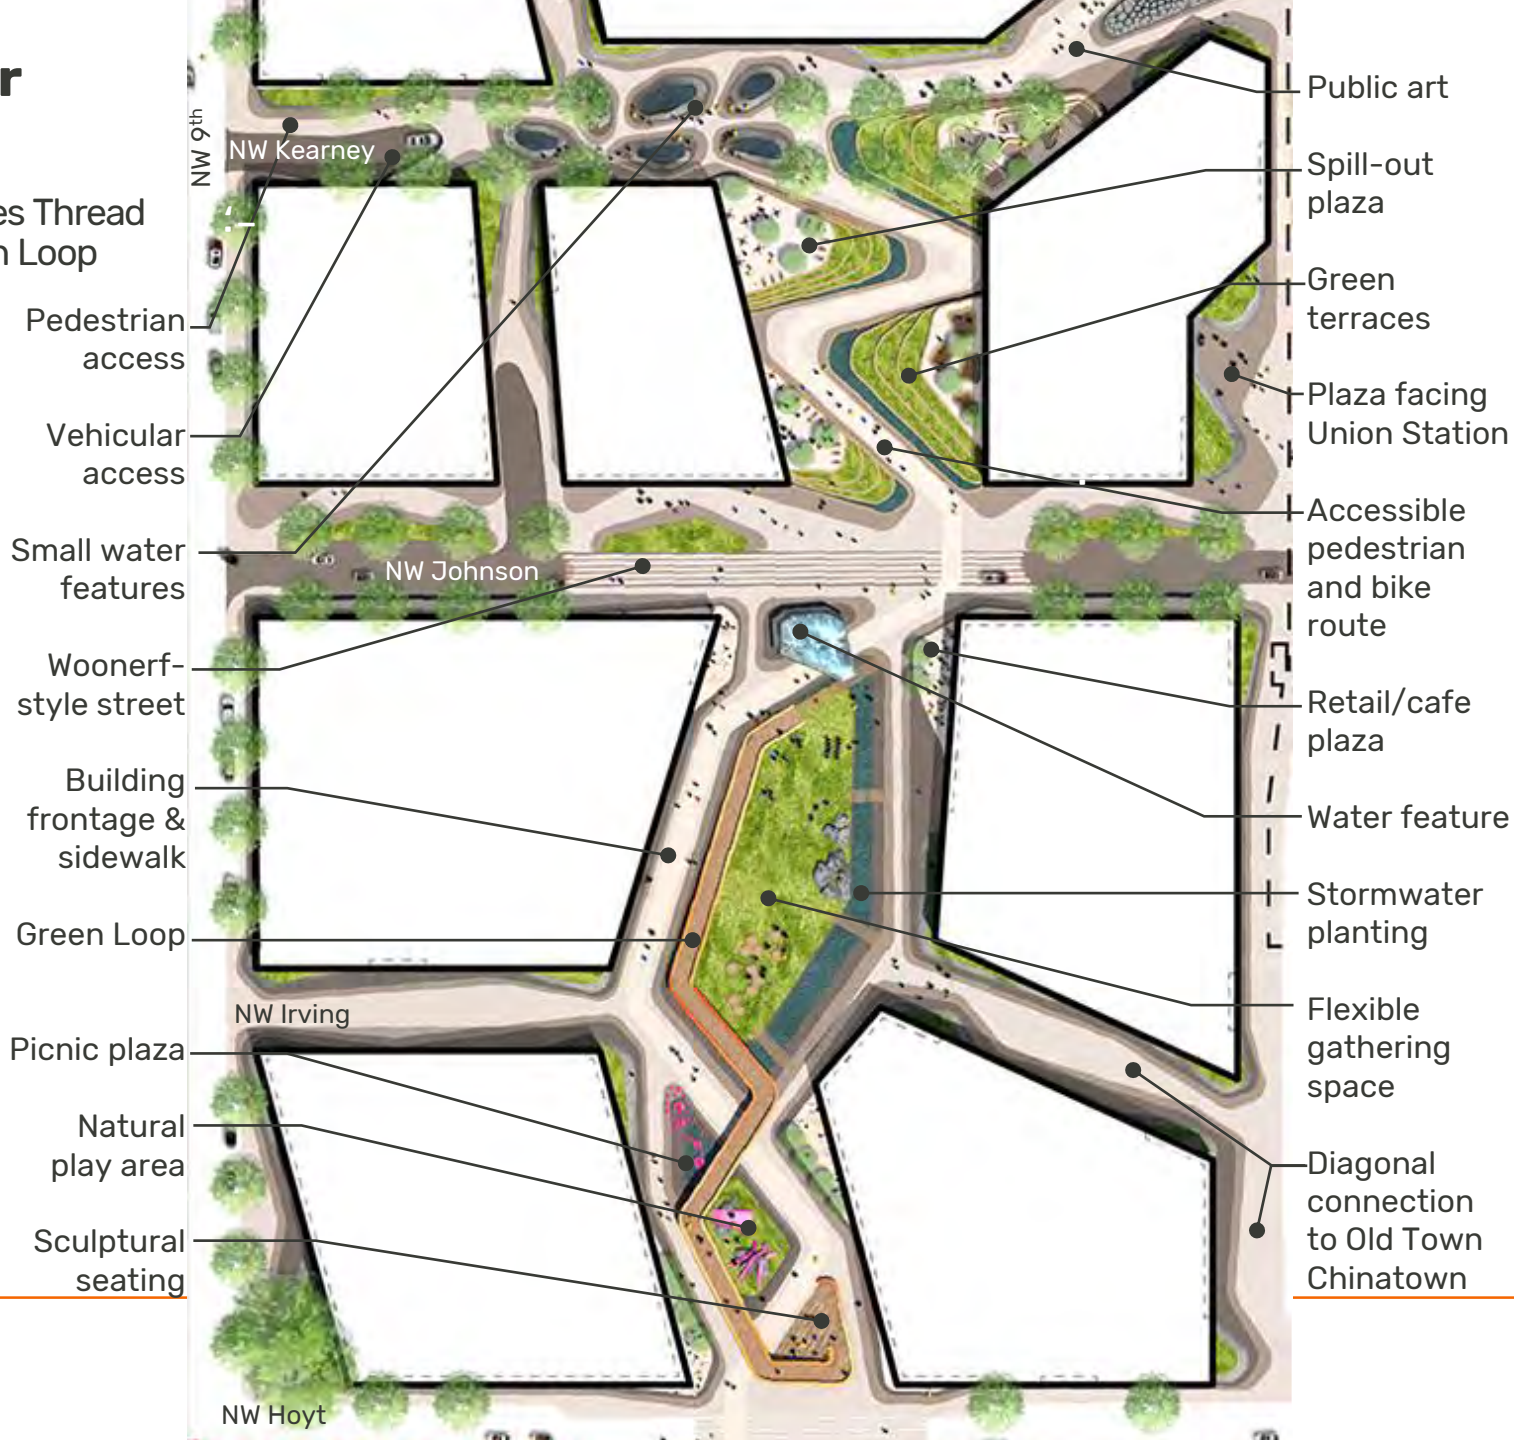 r
es Thread
n Loop
Pedestrian
access
Vehicular
access
Small water
features
Woonerf-
style street
Building
frontage &
sidewalk
Green Loop
Picnic plaza
Natural
play area
Sculptural
seating
NW 9th
NW Kearney
NW Johnson
NW Irving
NW Hoyt
Public art
Spill-out
plaza
Green
terraces
Plaza facing
Union Station
Accessible
pedestrian
and bike
route
Retail/cafe
plaza
Water feature
Stormwater
planting
Flexible
gathering
space
Diagonal
connection
to Old Town
Chinatown